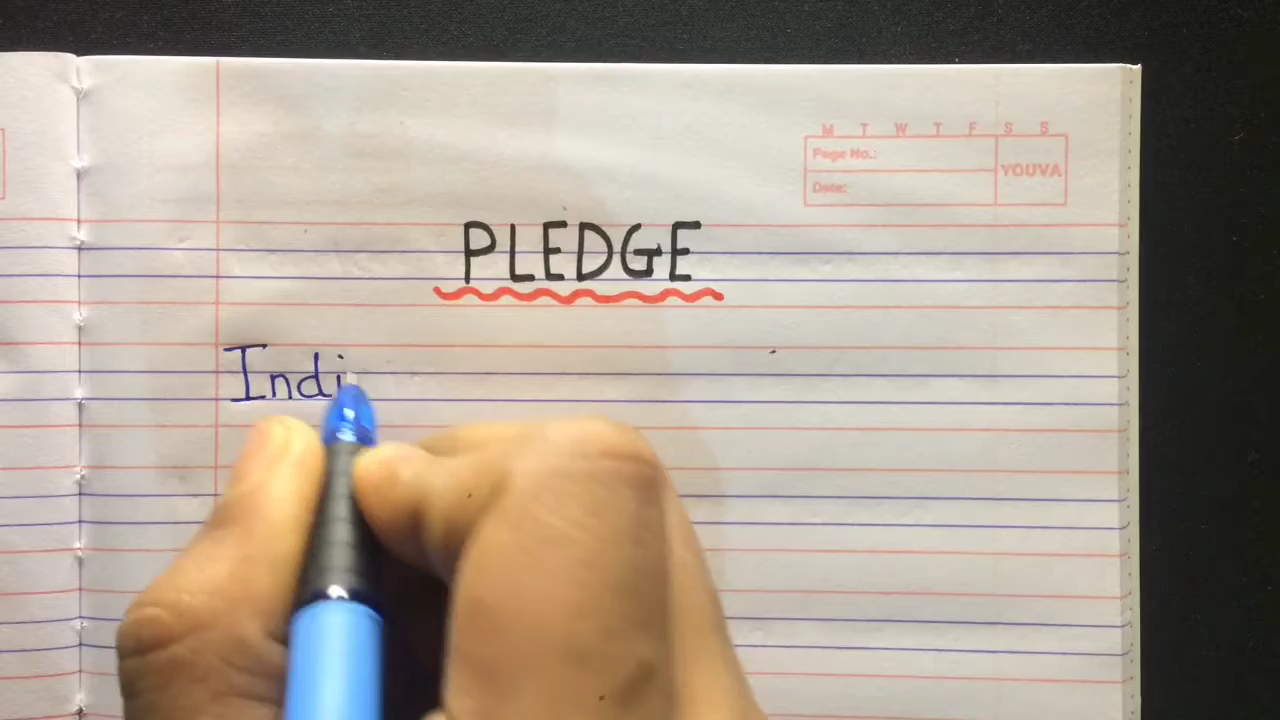 M T W T F S S
Page No.:
YOUVA
Date:
PLEDGE
Indi